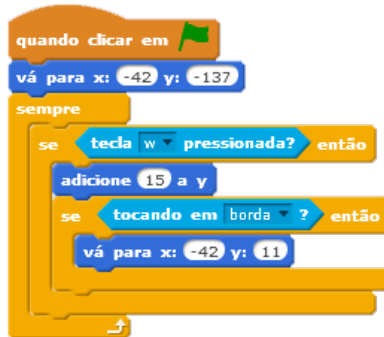 quando clicar em
vá para x: -42 y: -137
sempre
se tecla w pressionada? então
adicione 15 a y
se tocando em borda ? então
vá para x: -42 y: 11